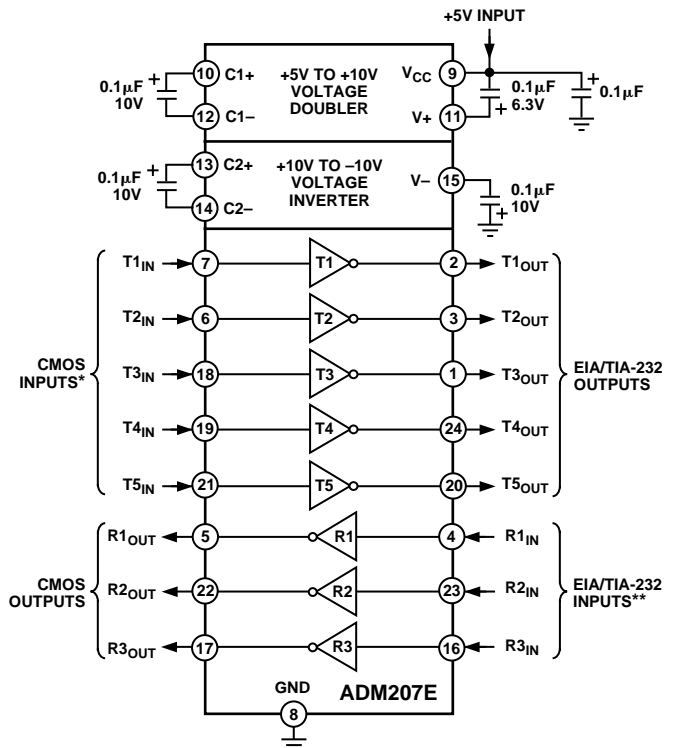 +5V INPUT
10 C1+
0.1µF
10V
12 C1–
+5V TO +10V
VOLTAGE
DOUBLER
VCC 9
V+ 11
+
0.1µF
6.3V
+
+
0.1µF
13 C2+
+
0.1µF
10V
14 C2–
+10V TO –10V
VOLTAGE
INVERTER
V– 15
0.1µF
10V
+
CMOS
INPUTS*
T1IN 7 T1 2 T1OUT
T2IN 6 T2 3 T2OUT
T3IN 18 T3 1 T3OUT
T4IN 19 T4 24 T4OUT
T5IN 21 T5 20 T5OUT
EIA/TIA-232
OUTPUTS
CMOS
OUTPUTS
R1OUT 5 R1 4 R1IN
R2OUT 22 R2 23 R2IN
R3OUT 17 R3 16 R3IN
EIA/TIA-232
INPUTS**
GND
8
ADM207E